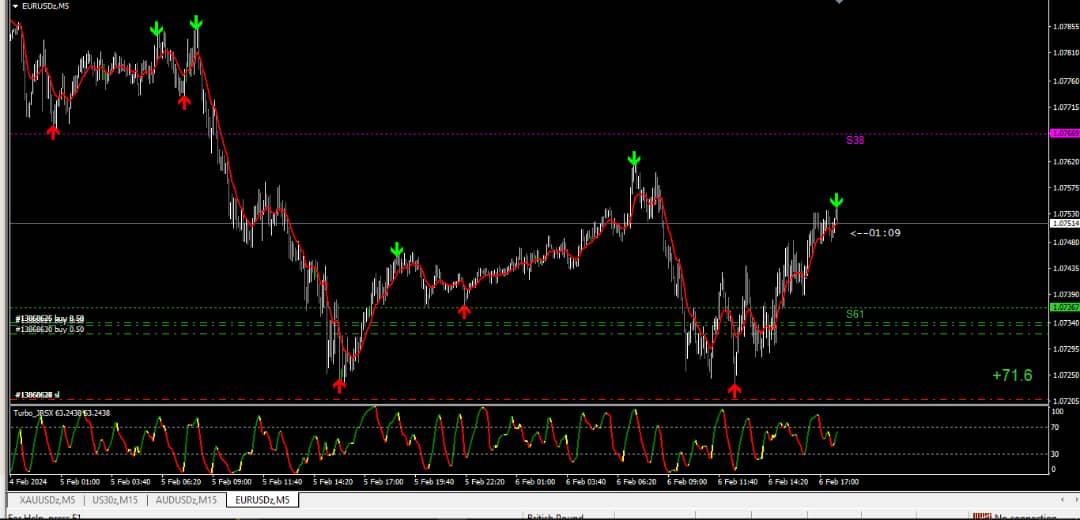 EURUSDz,M5
1.07855
1.07810
1.07760
1.07715
1.07669
S38
1.07620
1.07575
1.07530
1.07514
<--01:09
1.07480
1.07435
1.07390
1.07367
S61
buy 0.50
1.07340
#13060630 buy 0.50
1.07295
+71.6
1.07250
1.07205
Turbo_JRSX 63.2438 63.2438
100
70
30
0
4 Feb 2024
5 Feb 01:00
5 Feb 03:40
5 Feb 06:20
5 Feb 09:00
5 Feb 11:40
5 Feb 14:20
5 Feb 17:00
5 Feb 19:40
5 Feb 22:20
6 Feb 01:00
6 Feb 03:40
6 Feb 06:20
6 Feb 09:00
6 Feb 11:40
6 Feb 14:20
6 Feb 17:00
XAUUSDz,M5
US30z,M15
AUDUSDz,M15
EURUSDz,M5
For Help, press F1
British Pound
No connection